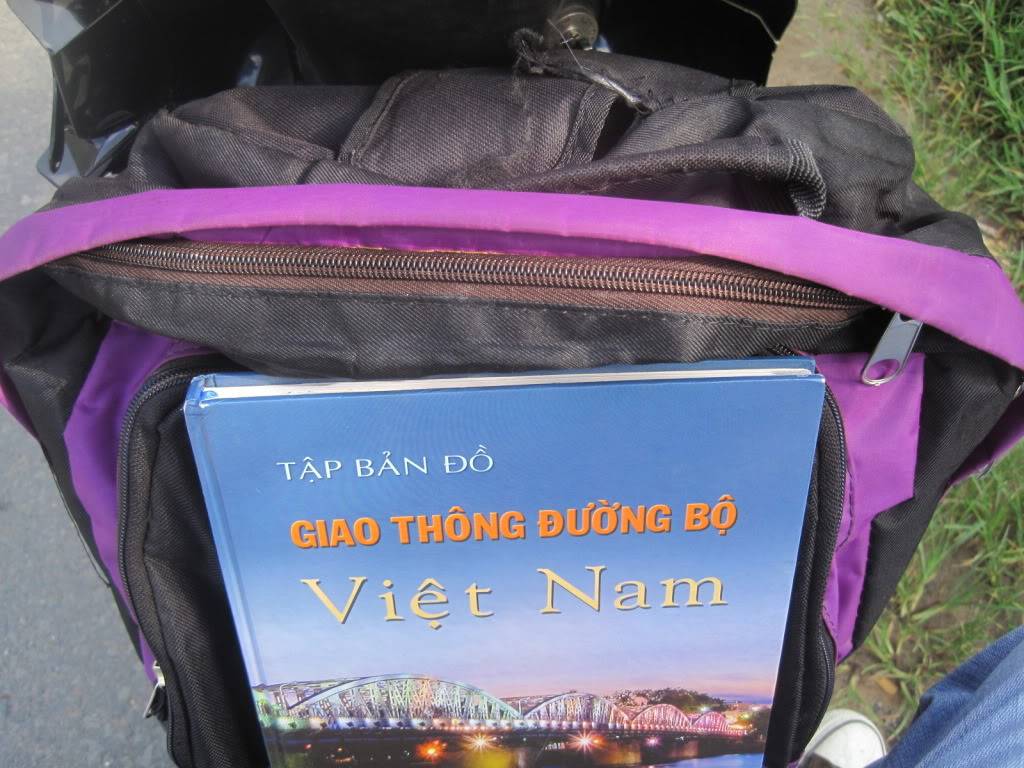 TẬP BẢN ĐỒ
GIAO THÔNG ĐƯỜNG BỘ
Việt Nam